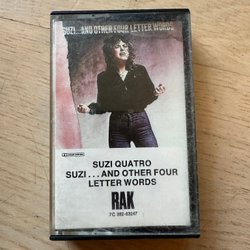 SUZI...AND OTHER FOUR LETTER WORDS
SUZI QUATRO
SUZI...AND OTHER FOUR
LETTER WORDS
RAK